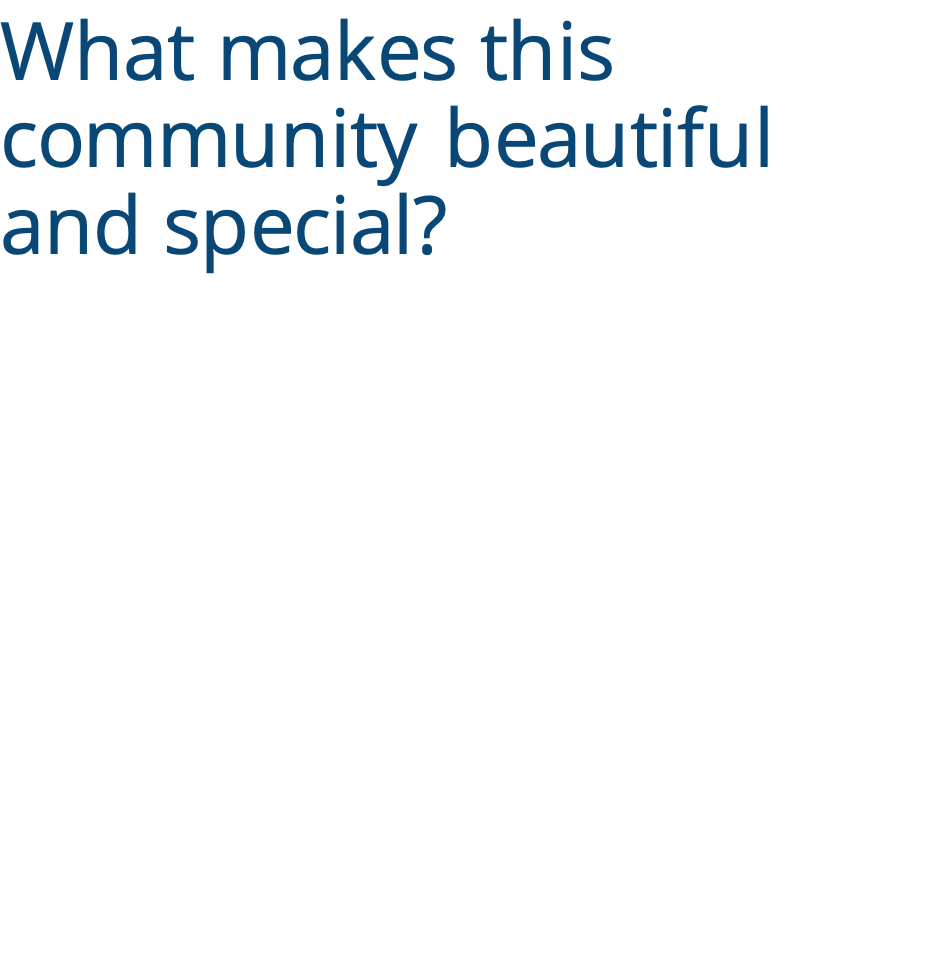 What makes this
community beautiful
and special?